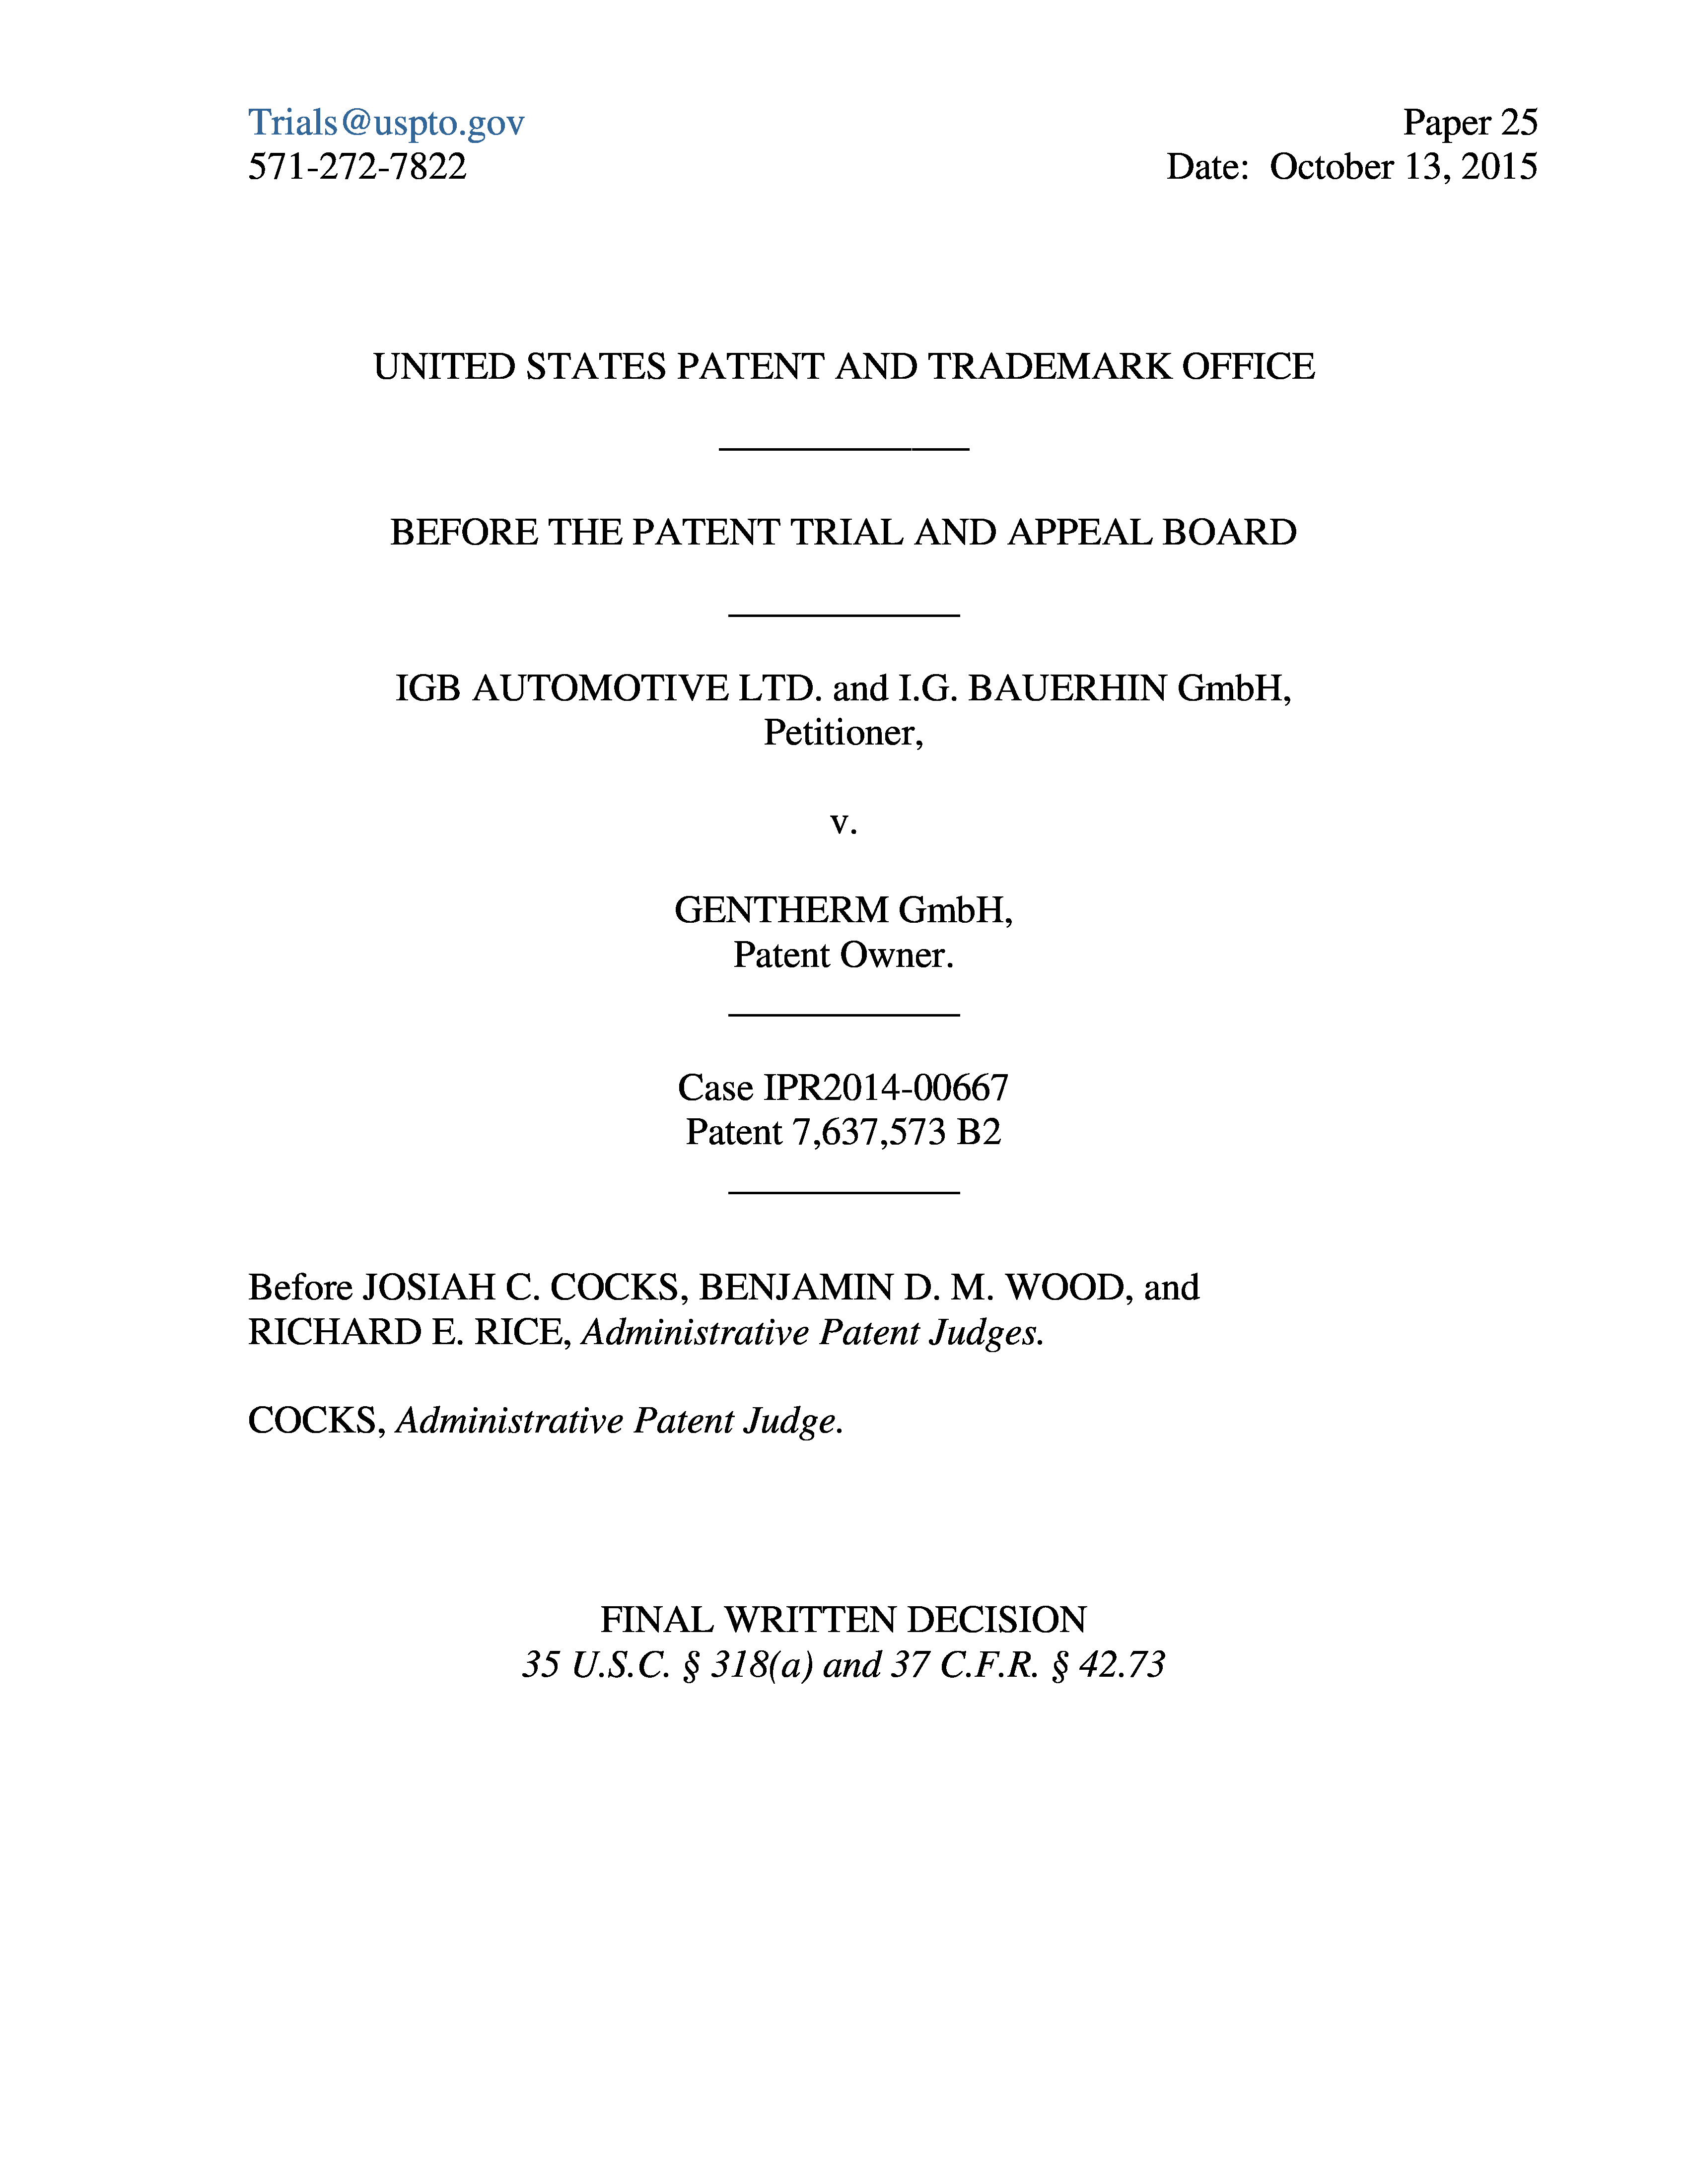 Trials@uspto.gov
Paper 25
571-272-7822
Date: October 13, 2015
UNITED STATES PATENT AND TRADEMARK OFFICE
BEFORE THE PATENT TRIAL AND APPEAL BOARD
IGB AUTOMOTIVE LTD. and I.G. BAUERHIN GmbH,
Petitioner,
v.
GENTHERM GmbH,
Patent Owner.
Case IPR2014-00667
Patent 7,637,573 B2
Before JOSIAH C. COCKS, BENJAMIN D. M. WOOD, and
RICHARD E. RICE, Administrative Patent Judges.
COCKS, Administrative Patent Judge.
FINAL WRITTEN DECISION
35 U.S.C. § 318(a) and 37 C.F.R. § 42.73